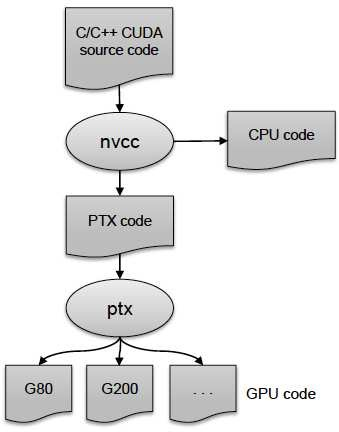 C/C++ CUDA
source code
nvcc
CPU code
PTX code
ptx
G80
G200
. . .
GPU code